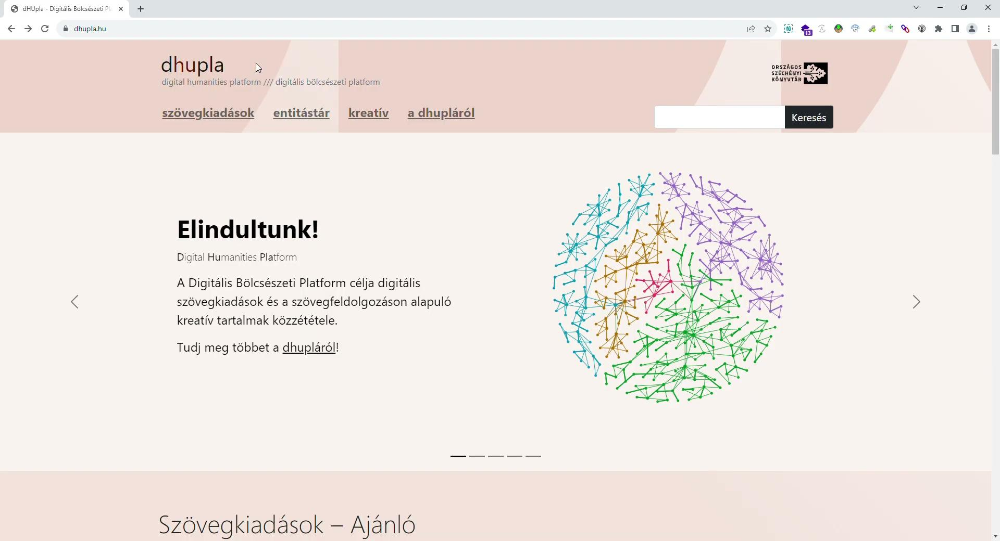 dHUpla - Digitális Bölcsészeti Pl
dhupla.hu
13
dhupla
digital humanities platform /// digitális bölcsészeti platform
ORSZÁGOS
SZÉCHÉNYI
KÖNYVTÁR
szövegkiadások entitástár kreatív a dhupláról
Keresés
Elindultunk!
Digital Humanities Platform
A Digitális Bölcsészeti Platform célja digitális
szövegkiadások és a szövegfeldolgozáson alapuló
kreatív tartalmak közzététele.
Tudj meg többet a dhupláról!
Szövegkiadások – Ajánló